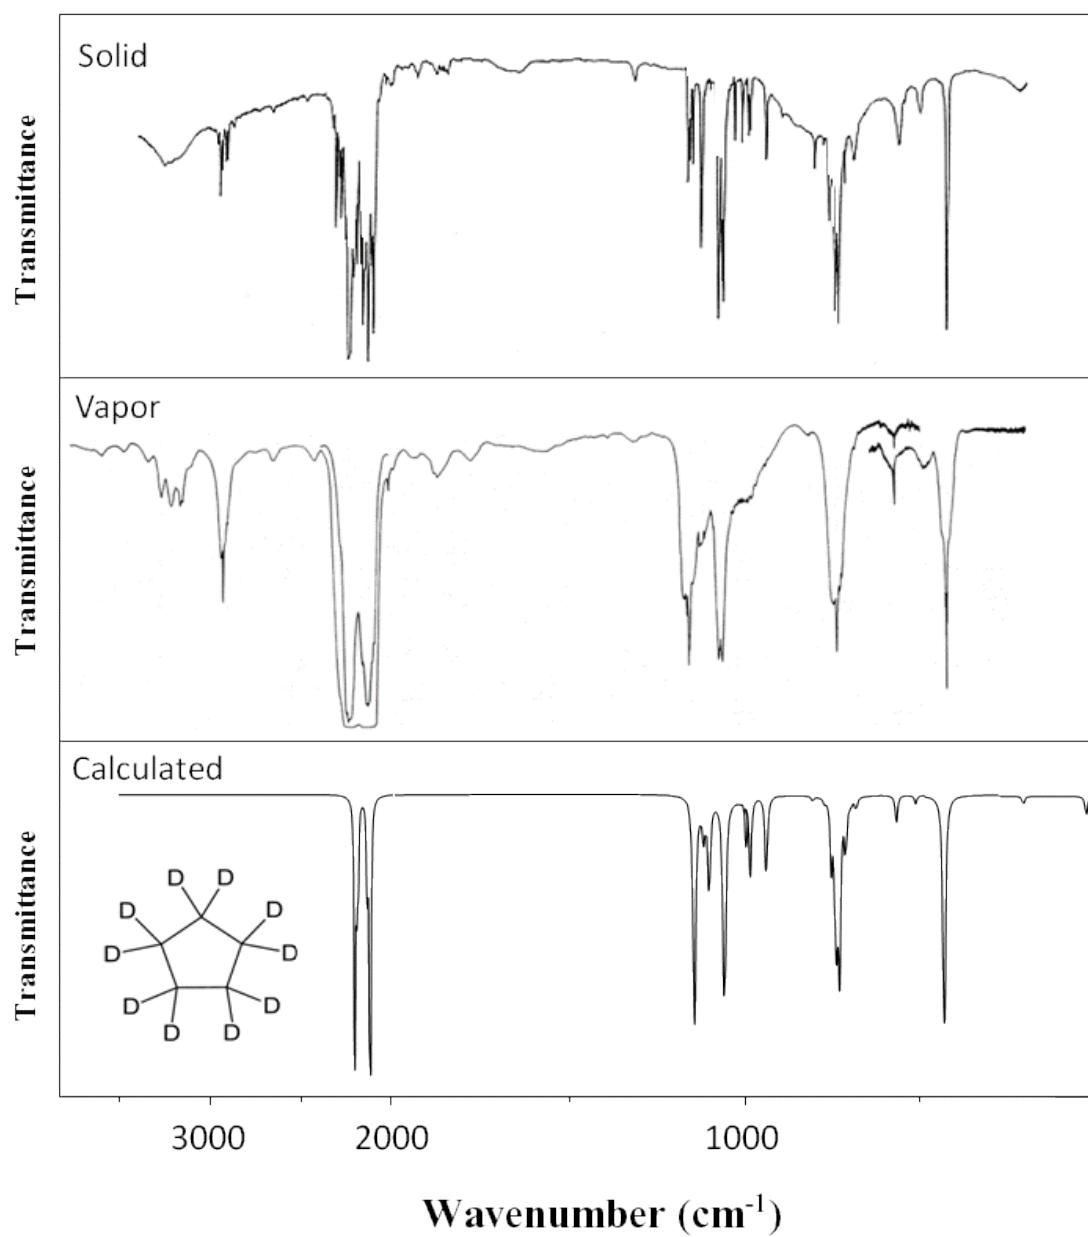 Solid
Transmittance
Vapor
Transmittance
Calculated
Transmittance
D D
D D
D D
D D
D D
3000 2000 1000
Wavenumber (cm-1)